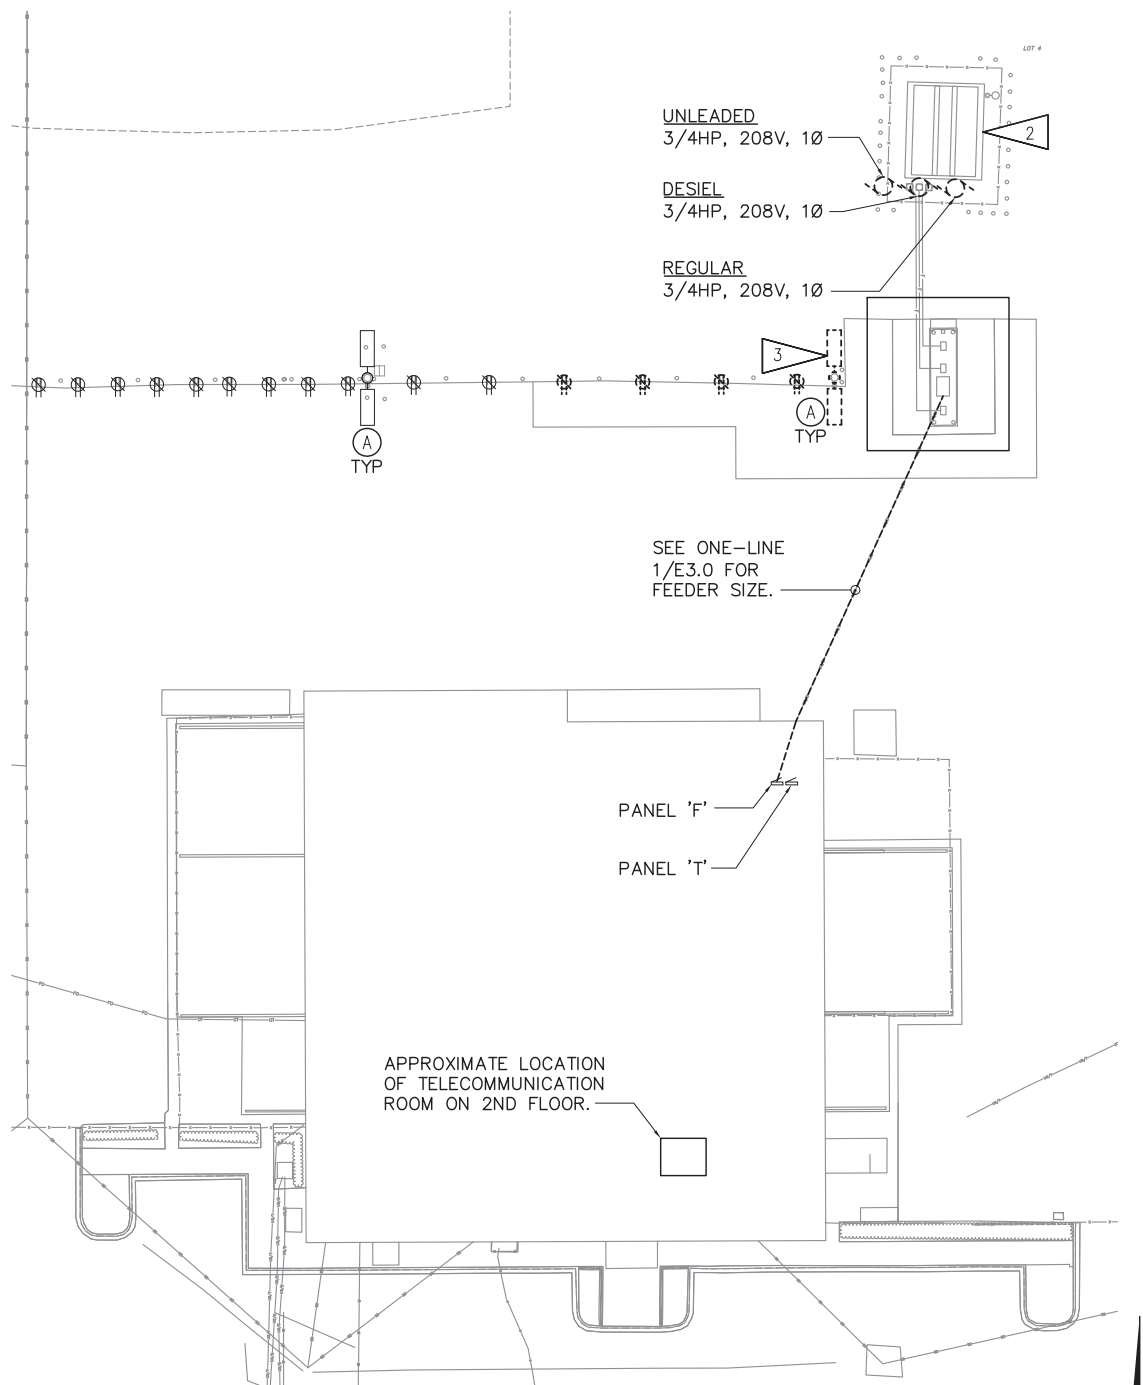 LOT 4
UNLEADED
3/4HP, 208V, 1Ø
2
DESIEL
3/4HP, 208V, 1Ø
REGULAR
3/4HP, 208V, 1Ø
3
A
TYP
A
TYP
SEE ONE-LINE
1/E3.0 FOR
FEEDER SIZE.
PANEL 'F'
PANEL 'T'
APPROXIMATE LOCATION
OF TELECOMMUNICATION
ROOM ON 2ND FLOOR.